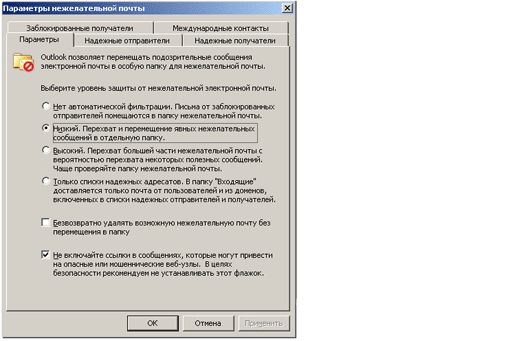 Параметры нежелательной почты
Заблокированные получатели
Международные контакты
Параметры
Надежные отправители
Надежные получатели
Outlook позволяет перемещать подозрительные сообщения
электронной почты в особую папку для нежелательной почты.
Выберите уровень защиты от нежелательной электронной почты.
Нет автоматической фильтрации. Письма от заблокированных
отправителей помещаются в папку нежелательной почты.
Низкий. Перехват и перемещение явных нежелательных
сообщений в отдельную папку.
Высокий. Перехват большей части нежелательной почты с
вероятностью перехвата некоторых полезных сообщений.
Чаще проверяйте папку нежелательной почты.
Только списки надежных адресатов. В папку "Входящие"
доставляется только почта от пользователей и из доменов,
включенных в списки надежных отправителей и получателей.
Безвозвратно удалять возможную нежелательную почту без
перемещения в папку
Не включайте ссылки в сообщениях, которые могут привести
на опасные или мошеннические веб-узлы. В целях
безопасности рекомендуем не устанавливать этот флажок.
OK
Отмена
Применить